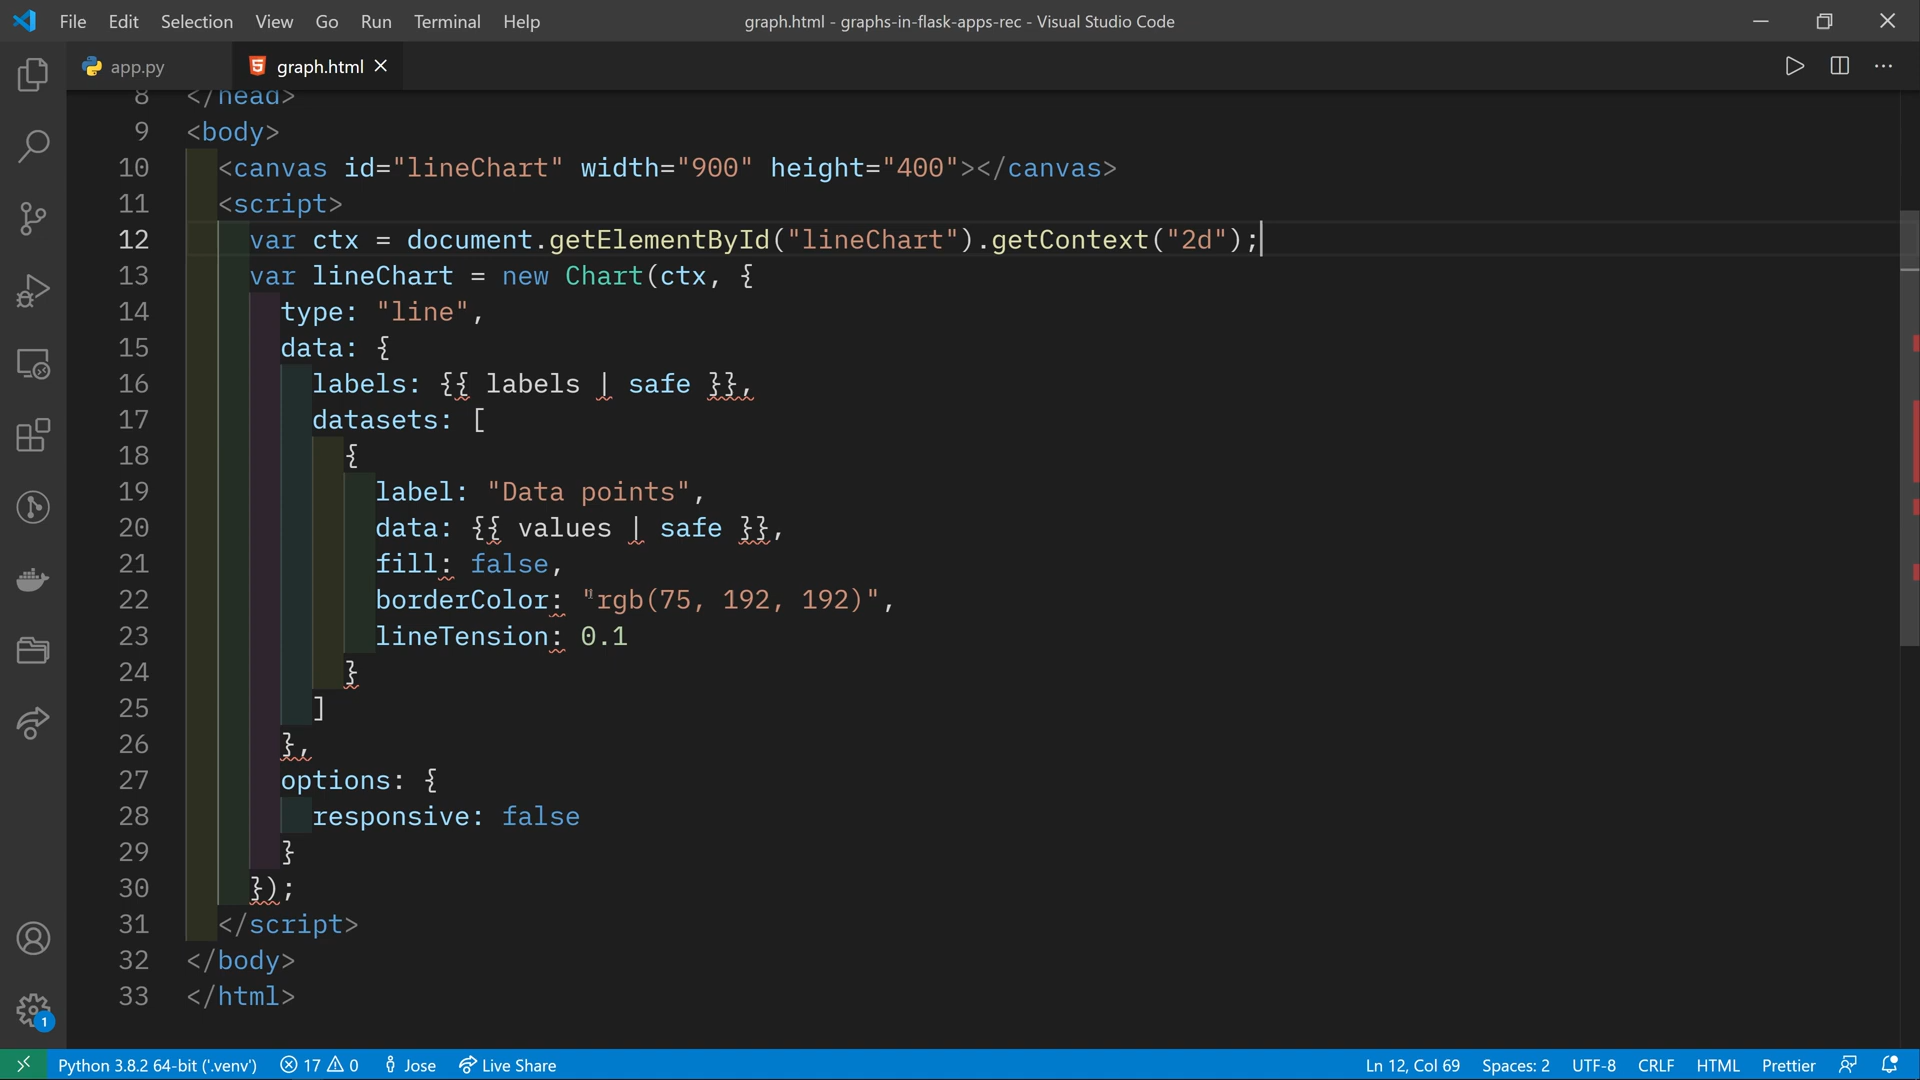 File Edit Selection View Go Run Terminal Help graph.html - graphs-in-flask-apps-rec - Visual Studio Code
app.py graph.html
8 </head>
9 <body>
10 <canvas id="lineChart" width="900" height="400"></canvas>
11 <script>
12 var ctx = document.getElementById("lineChart").getContext("2d");
13 var lineChart = new Chart(ctx, {
14 type: "line",
15 data: {
16 labels: {{ labels | safe }},
17 datasets: [
18 {
19 label: "Data points",
20 data: {{ values | safe }},
21 fill: false,
22 borderColor: "rgb(75, 192, 192)",
23 lineTension: 0.1
24 }
25 ]
26 },
27 options: {
28 responsive: false
29 }
30 });
31 </script>
32 </body>
33 </html>
1
Python 3.8.2 64-bit ('.venv') 17 0 Jose Live Share Ln 12, Col 69 Spaces: 2 UTF-8 CRLF HTML Prettier